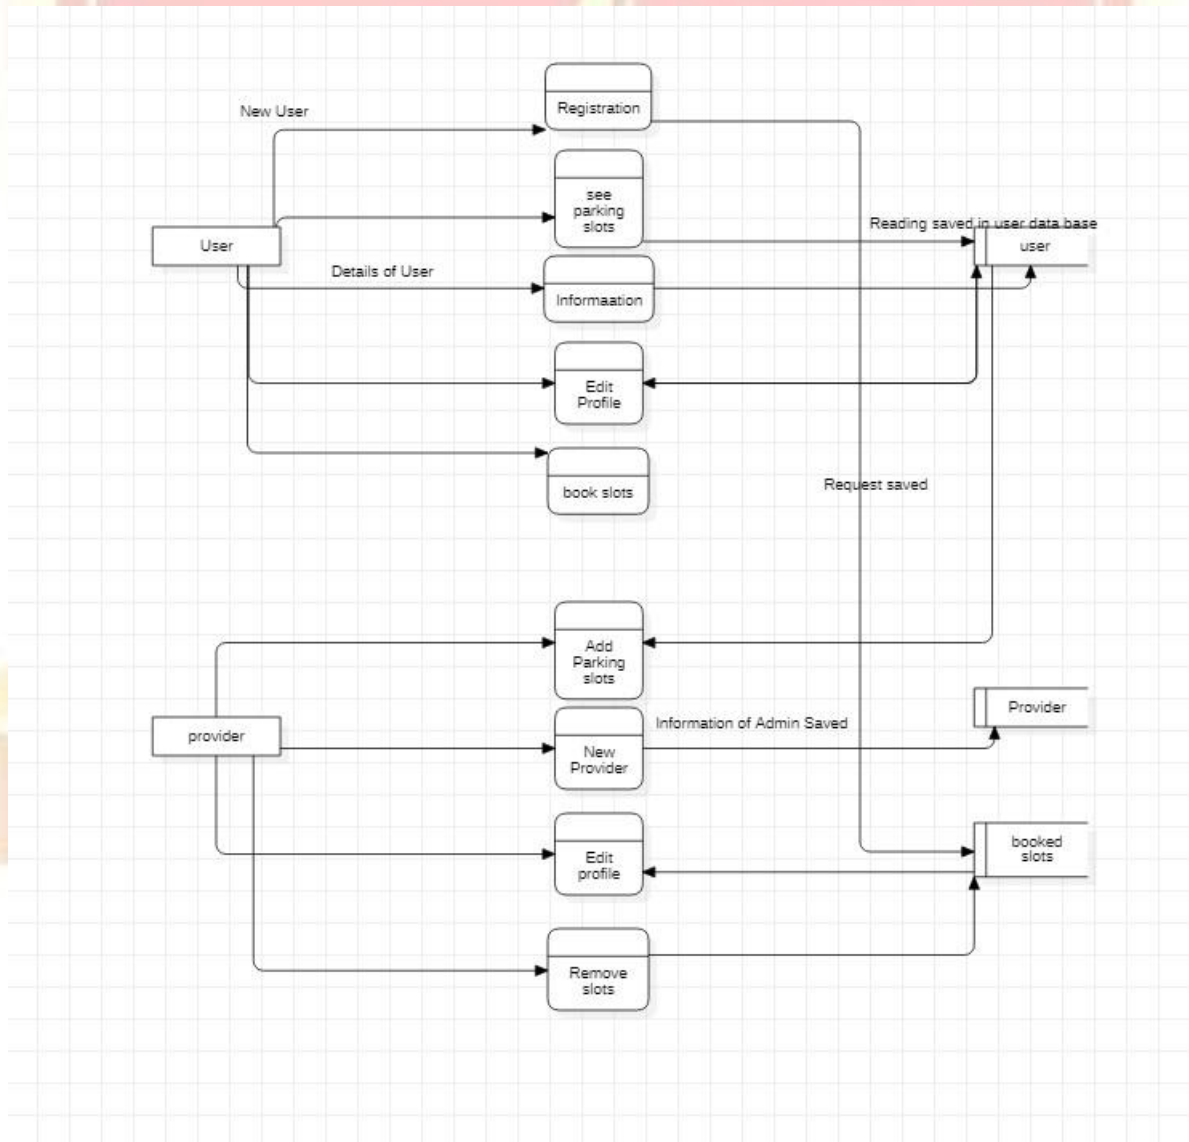 Registration
New User
see
parking
slots
Reading saved in user data base
User
user
Details of User
Informaation
Edit
Profile
Request saved
book slots
Add
Parking
slots
Provider
Information of Admin Saved
provider
New
Provider
booked
slots
Edit
profile
Remove
slots